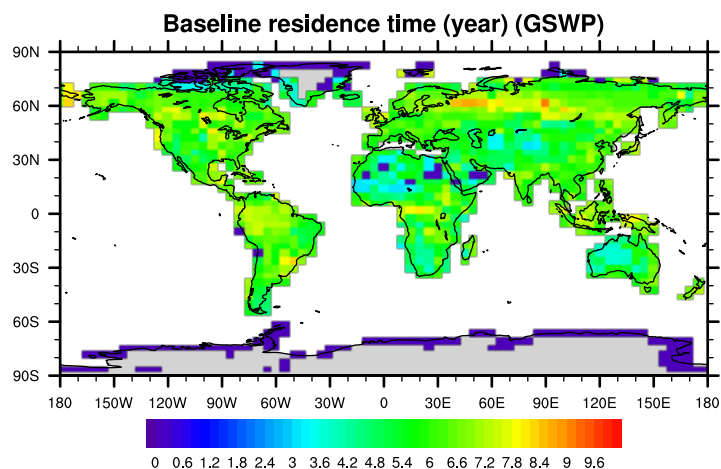 Baseline residence time (year) (GSWP)
90N
60N
30N
0
30S
60S
90S
180 150W 120W 90W 60W 30W 0 30E 60E 90E 120E 150E 180
0 0.6 1.2 1.8 2.4 3 3.6 4.2 4.8 5.4 6 6.6 7.2 7.8 8.4 9 9.6